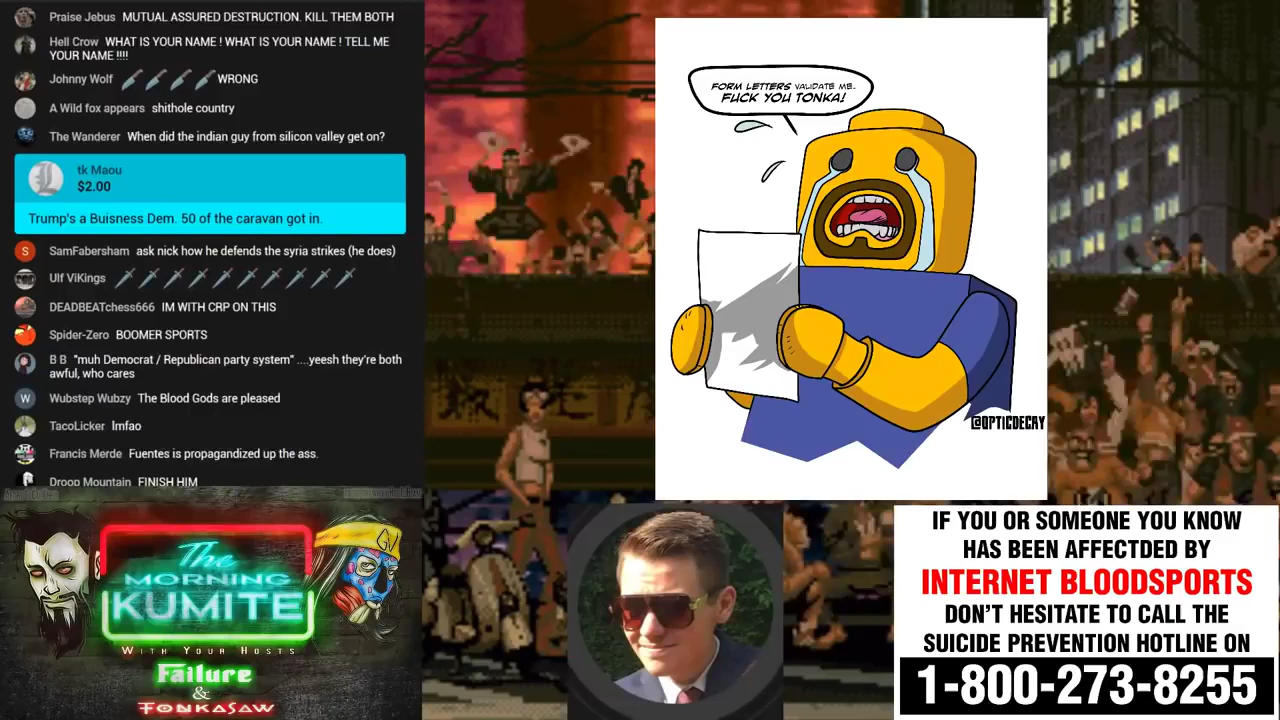 Praise Jebus MUTUAL ASSURED DESTRUCTION. KILL THEM BOTH
Hell Crow WHAT IS YOUR NAME ! WHAT IS YOUR NAME ! TELL ME
YOUR NAME !!!!
Johnny Wolf WRONG
A Wild fox appears shithole country
The Wanderer When did the indian guy from silicon valley get on?
tk Maou
$2.00
Trump's a Buisness Dem. 50 of the caravan got in.
S SamFabersham ask nick how he defends the syria strikes (he does)
Ulf ViKings
DEADBEATchess666 IM WITH CRP ON THIS
Spider-Zero BOOMER SPORTS
B B "muh Democrat / Republican party system" ....yeesh they're both
awful, who cares
W Wubstep Wubzy The Blood Gods are pleased
TacoLicker lmfao
Francis Merde Fuentes is propagandized up the ass.
Droop Mountain FINISH HIM
FORM LETTERS VALIDATE ME.
FUCK YOU TONKA!
@OPTICDECRY
The
MORNING
KUMITE
WITH YOUR HOSTS
Failure
&
TONKASAW
IF YOU OR SOMEONE YOU KNOW
HAS BEEN AFFECTDED BY
INTERNET BLOODSPORTS
DON'T HESITATE TO CALL THE
SUICIDE PREVENTION HOTLINE ON
1-800-273-8255